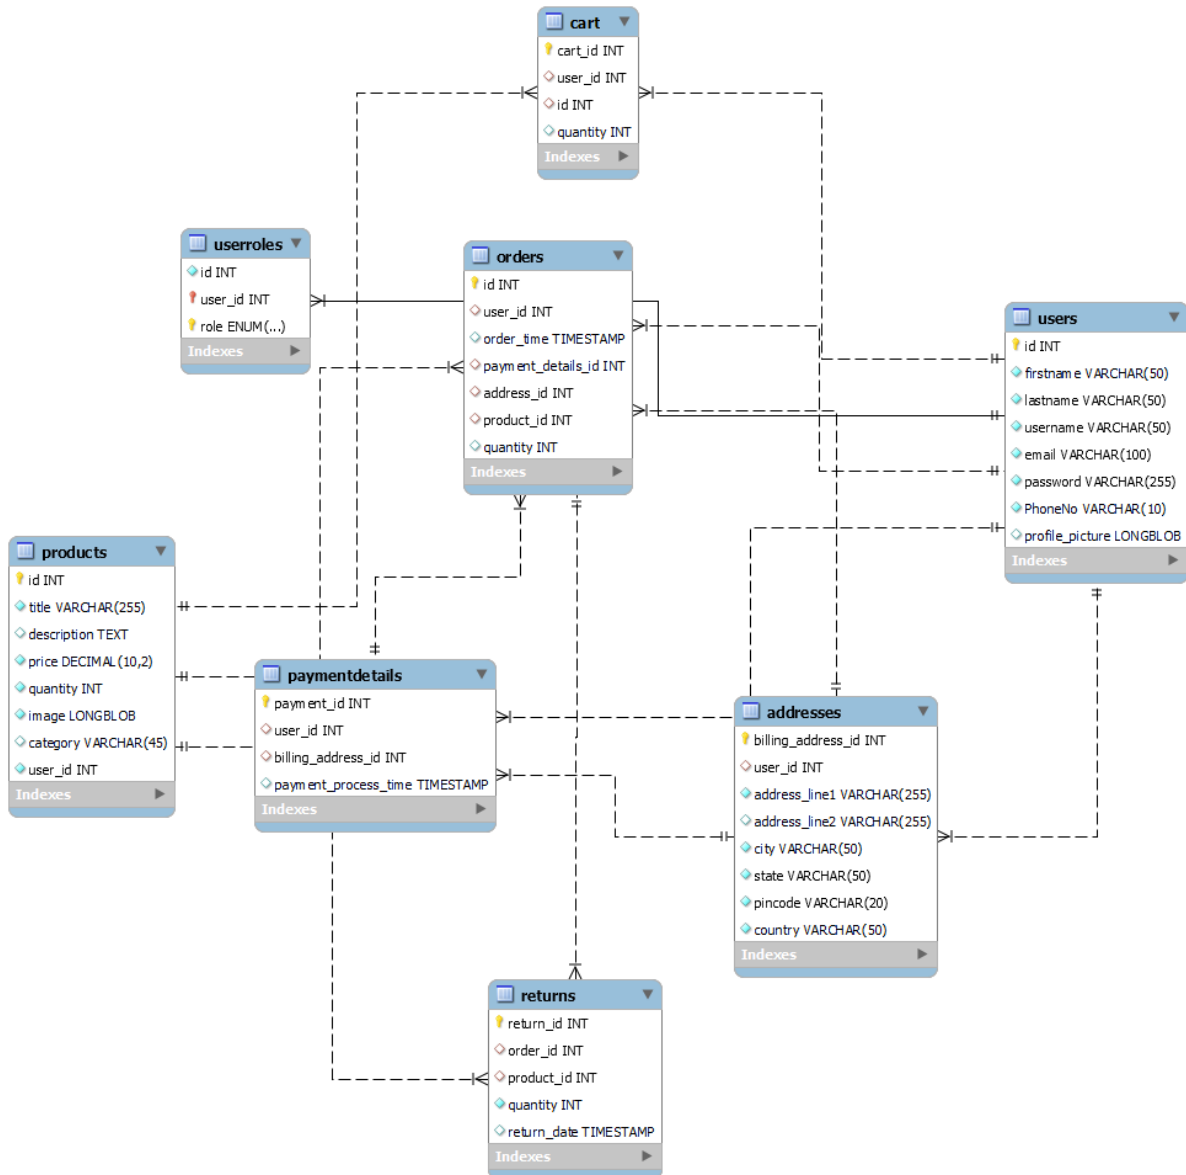 cart
cart_id INT
user_id INT
id INT
quantity INT
Indexes
userroles
id INT
user_id INT
role ENUM(...)
Indexes
orders
id INT
user_id INT
order_time TIMESTAMP
payment_details_id INT
address_id INT
product_id INT
quantity INT
Indexes
users
id INT
firstname VARCHAR(50)
lastname VARCHAR(50)
username VARCHAR(50)
email VARCHAR(100)
password VARCHAR(255)
PhoneNo VARCHAR(10)
profile_picture LONGBLOB
Indexes
products
id INT
title VARCHAR(255)
description TEXT
price DECIMAL(10,2)
quantity INT
image LONGBLOB
category VARCHAR(45)
user_id INT
Indexes
paymentdetails
payment_id INT
user_id INT
billing_address_id INT
payment_process_time TIMESTAMP
Indexes
addresses
billing_address_id INT
user_id INT
address_line1 VARCHAR(255)
address_line2 VARCHAR(255)
city VARCHAR(50)
state VARCHAR(50)
pincode VARCHAR(20)
country VARCHAR(50)
Indexes
returns
return_id INT
order_id INT
product_id INT
quantity INT
return_date TIMESTAMP
Indexes